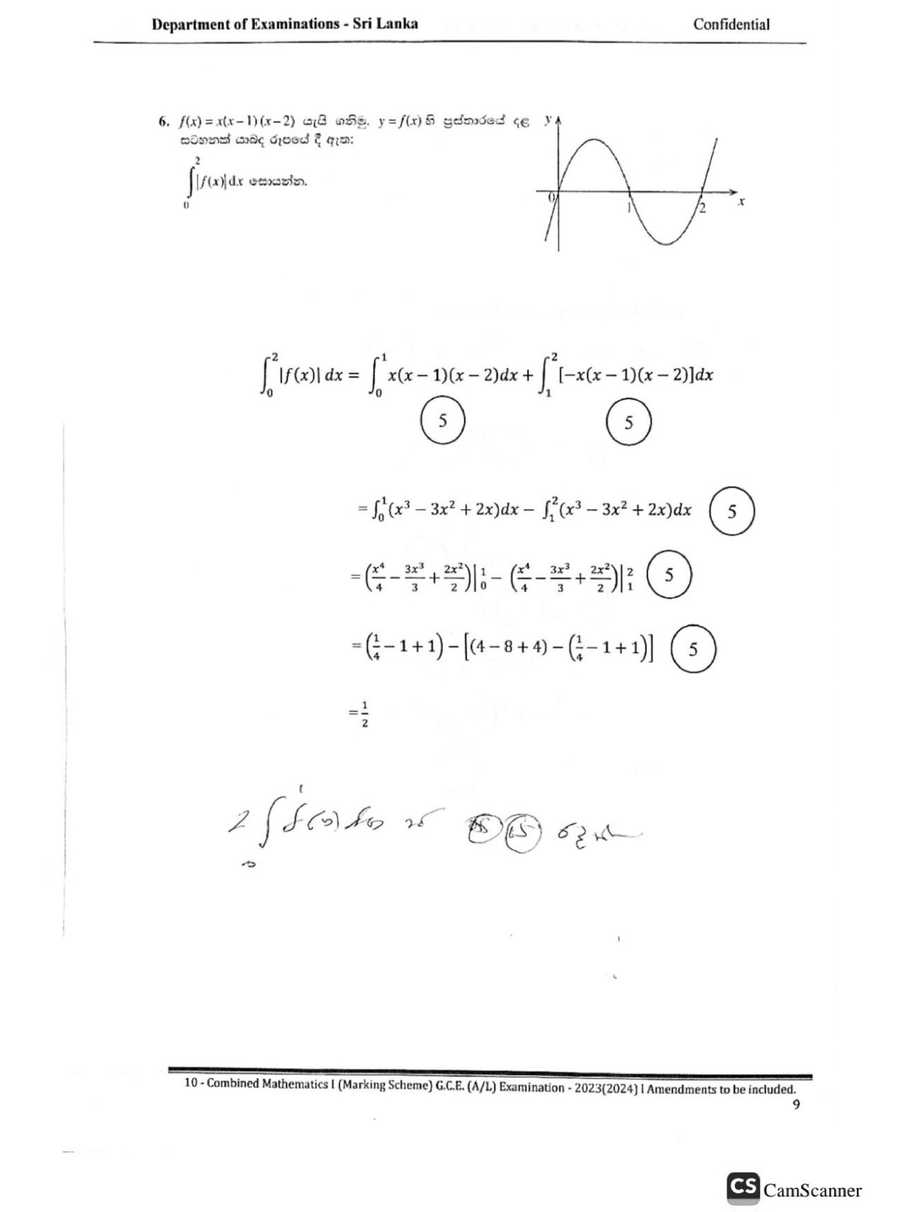 Department of Examinations - Sri Lanka Confidential
6. f(x) = x(x – 1) (x – 2) යැයි ගනිමු. y = f(x) හි ප්‍රස්තාරයේ දළ
සටහනක් යාබද රූපයේ දී ඇත:
∫₀² |f(x)| dx සොයන්න.
y
0 1 2 x
∫₀² |f(x)| dx = ∫₀¹ x(x – 1)(x – 2)dx + ∫₁² [–x(x – 1)(x – 2)]dx
5 5
= ∫₀¹(x³ – 3x² + 2x)dx – ∫₁²(x³ – 3x² + 2x)dx 5
= (x⁴/4 – 3x³/3 + 2x²/2)|₀¹ – (x⁴/4 – 3x³/3 + 2x²/2)|₁² 5
= (1/4 – 1 + 1) – [(4 – 8 + 4) – (1/4 – 1 + 1)] 5
= 1/2
2 ∫₀¹ f(x) dx 15
10 - Combined Mathematics I (Marking Scheme) G.C.E. (A/L) Examination - 2023(2024) I Amendments to be included.
9
CS CamScanner